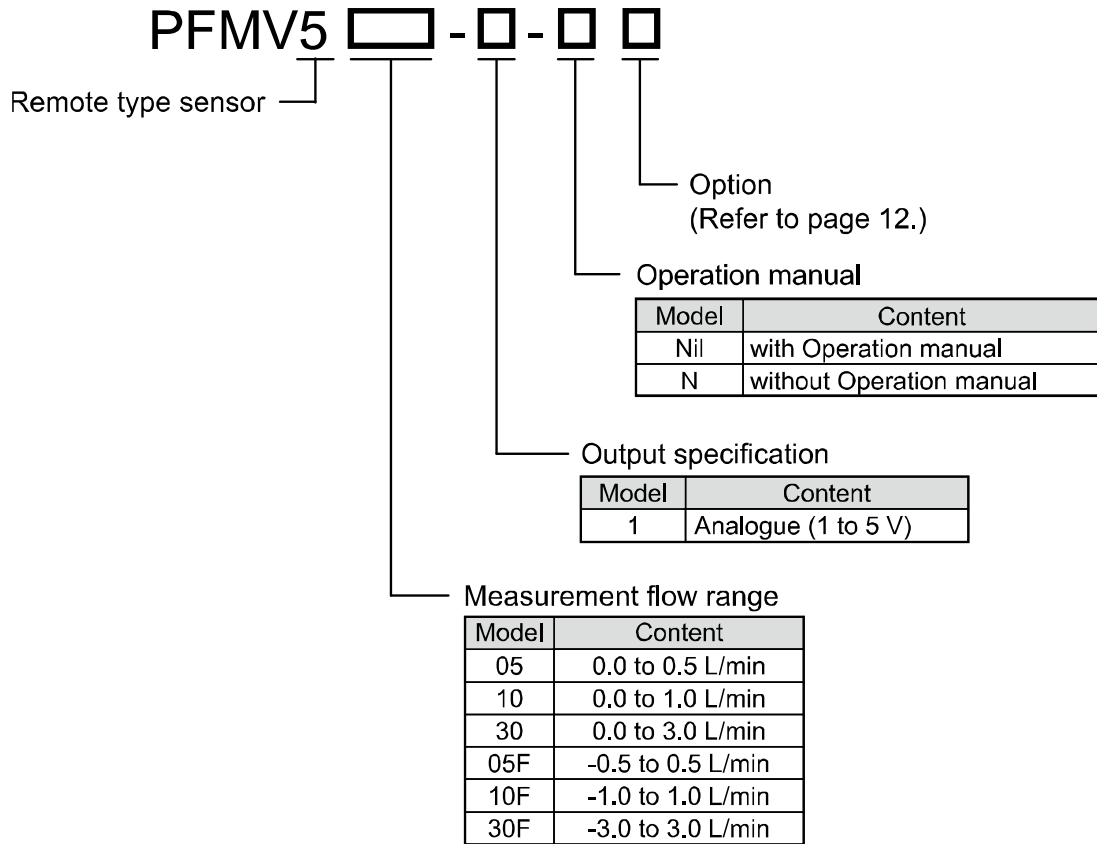 PFMV5 - -
Remote type sensor
Option
(Refer to page 12.)
Operation manual
Model Content
Nil with Operation manual
N without Operation manual
Output specification
Model Content
1 Analogue (1 to 5 V)
Measurement flow range
Model Content
05 0.0 to 0.5 L/min
10 0.0 to 1.0 L/min
30 0.0 to 3.0 L/min
05F -0.5 to 0.5 L/min
10F -1.0 to 1.0 L/min
30F -3.0 to 3.0 L/min